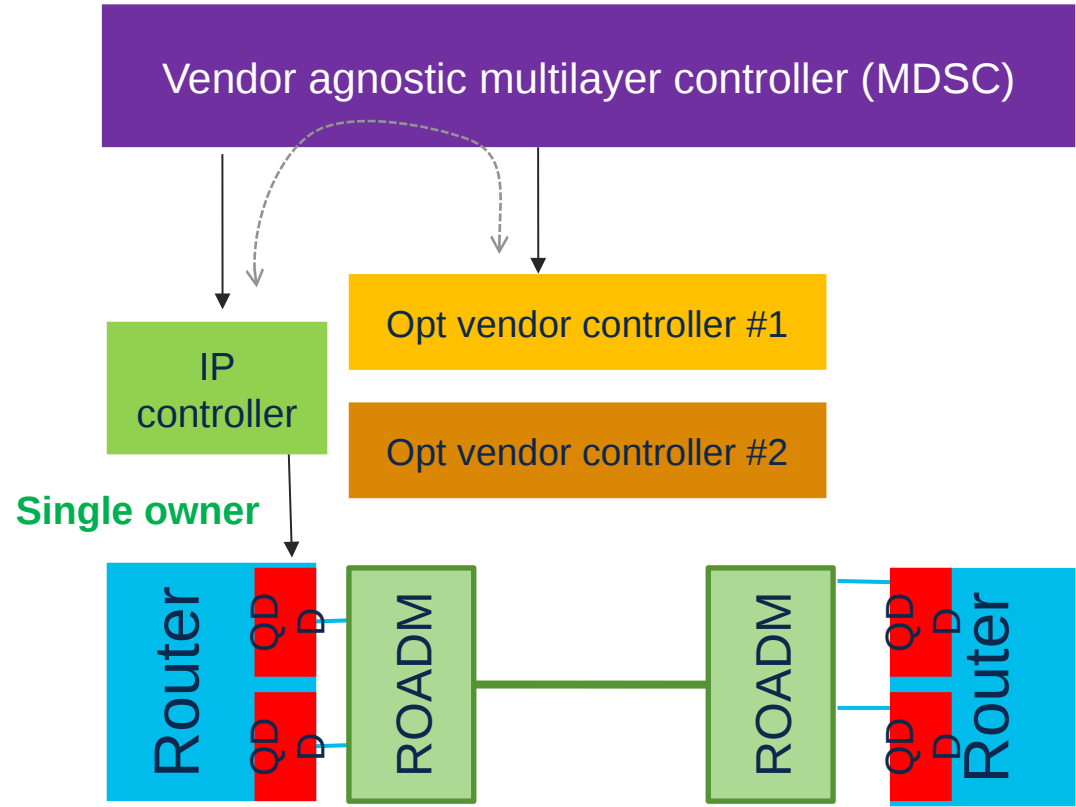 Vendor agnostic multilayer controller (MDSC)
Opt vendor controller #1
IP
controller
Opt vendor controller #2
Single owner
Router
QD
D
QD
D
ROADM
ROADM
QD
D
QD
D
Router